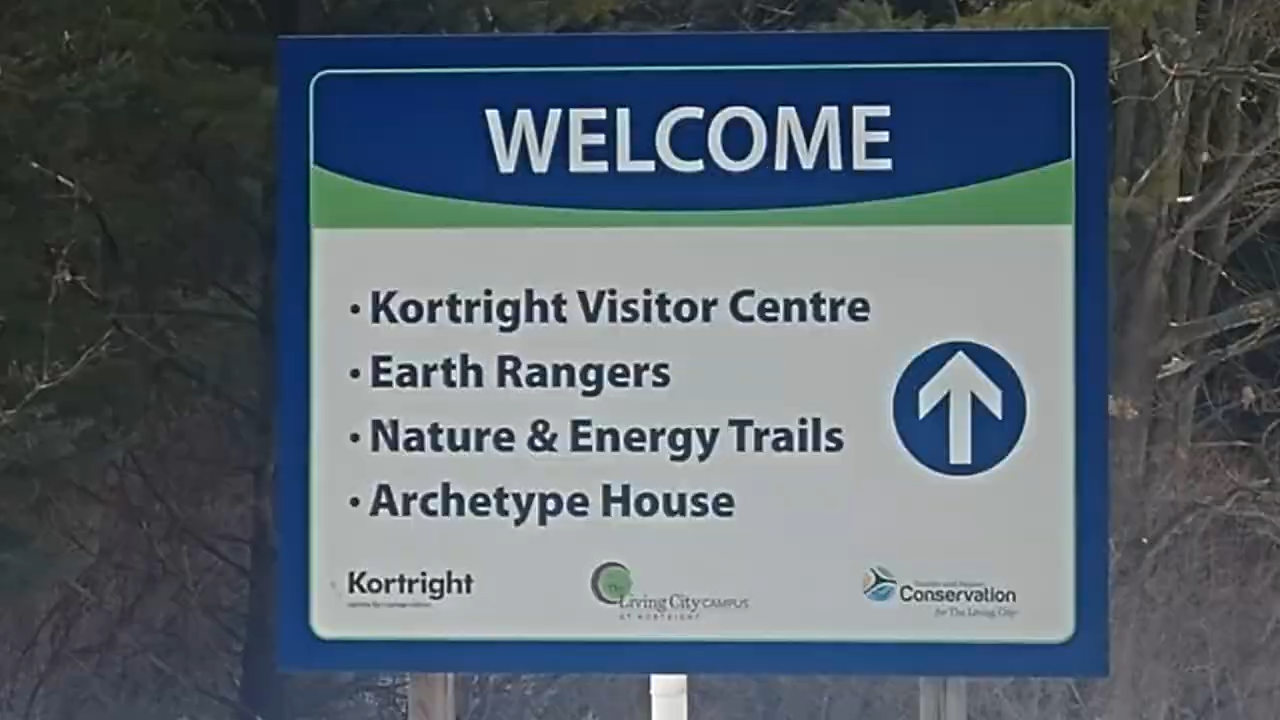 WELCOME
• Kortright Visitor Centre
• Earth Rangers
• Nature & Energy Trails
• Archetype House
Kortright
The
Living City CAMPUS
AT KORTRIGHT
Conservation
for The Living City